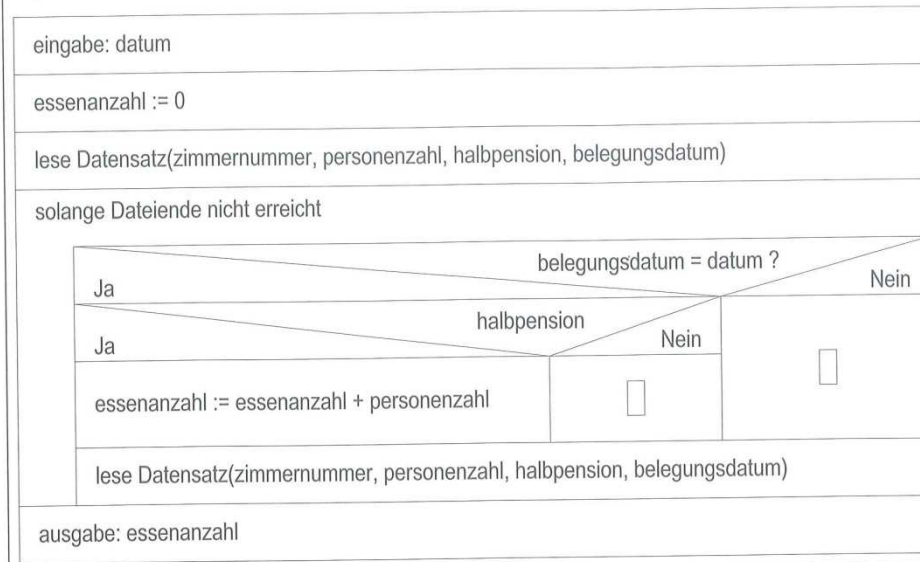 eingabe: datum
essenanzahl := 0
lese Datensatz(zimmernummer, personenzahl, halbpension, belegungsdatum)
solange Dateiende nicht erreicht
belegungsdatum = datum ?
Ja
Nein
halbpension
Ja
Nein
essenanzahl := essenanzahl + personenzahl
lese Datensatz(zimmernummer, personenzahl, halbpension, belegungsdatum)
ausgabe: essenanzahl